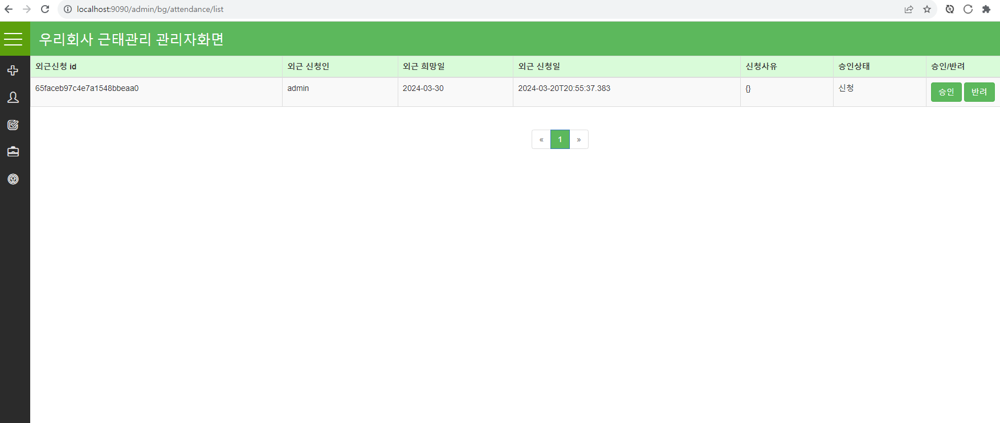 localhost:9090/admin/bg/attendance/list
우리회사 근태관리 관리자화면
외근신청 id 외근 신청인 외근 희망일 외근 신청일 신청사유 승인상태 승인/반려
65faceb97c4e7a1548bbeaa0 admin 2024-03-30 2024-03-20T20:55:37.383 {} 신청 승인 반려
« 1 »